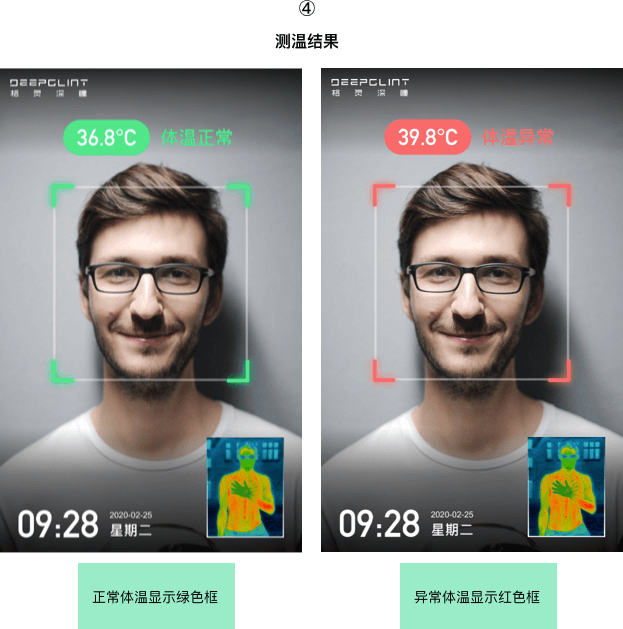 ④
测温结果
DEEPGLINT
格灵深瞳
36.8°C 体温正常
09:28
2020-02-25
星期二
正常体温显示绿色框
DEEPGLINT
格灵深瞳
39.8°C 体温异常
09:28
2020-02-25
星期二
异常体温显示红色框